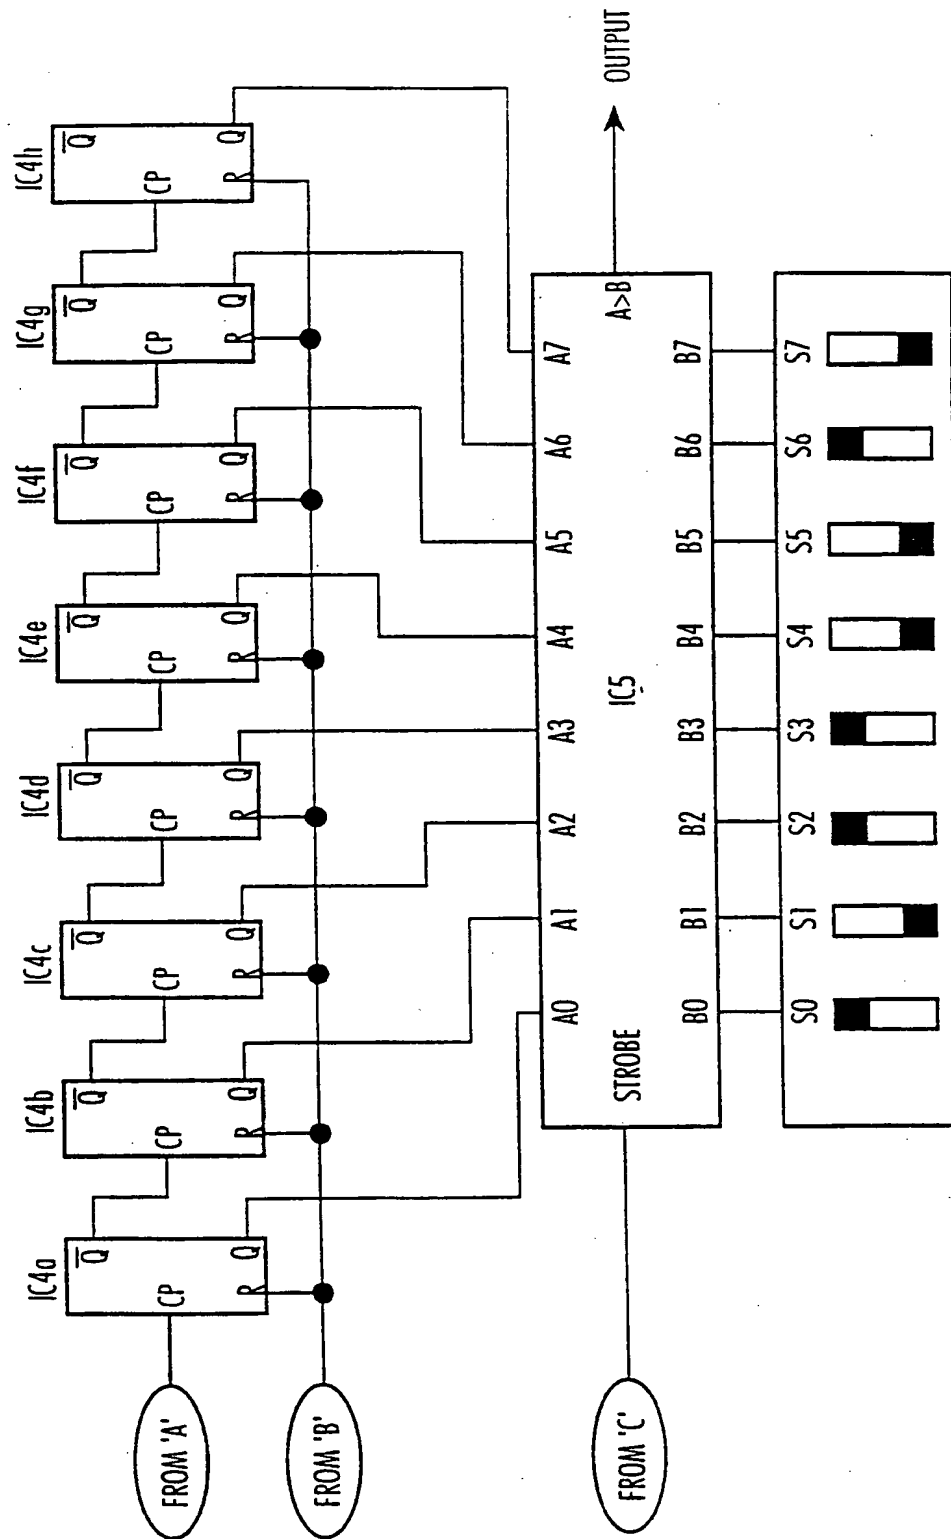 IC4a IC4b IC4c IC4d IC4e IC4f IC4g IC4h
Q̅ Q̅ Q̅ Q̅ Q̅ Q̅ Q̅ Q̅
FROM 'A' CP CP CP CP CP CP CP CP
R Q R Q R Q R Q R Q R Q R Q R Q
FROM 'B'
A0 A1 A2 A3 A4 A5 A6 A7
FROM 'C' STROBE IC5 A>B OUTPUT
B0 B1 B2 B3 B4 B5 B6 B7
S0 S1 S2 S3 S4 S5 S6 S7